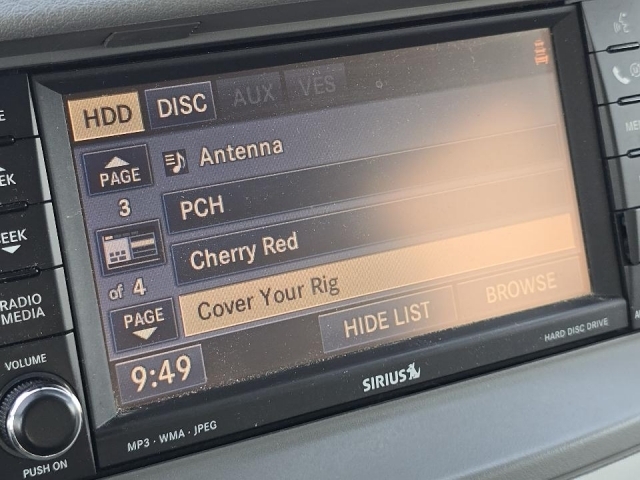 HDD DISC AUX VES
PAGE
3
of 4
PAGE
Antenna
PCH
Cherry Red
Cover Your Rig
HIDE LIST
BROWSE
9:49
RADIO
MEDIA
VOLUME
PUSH ON
MP3 · WMA · JPEG
SIRIUS
HARD DISC DRIVE